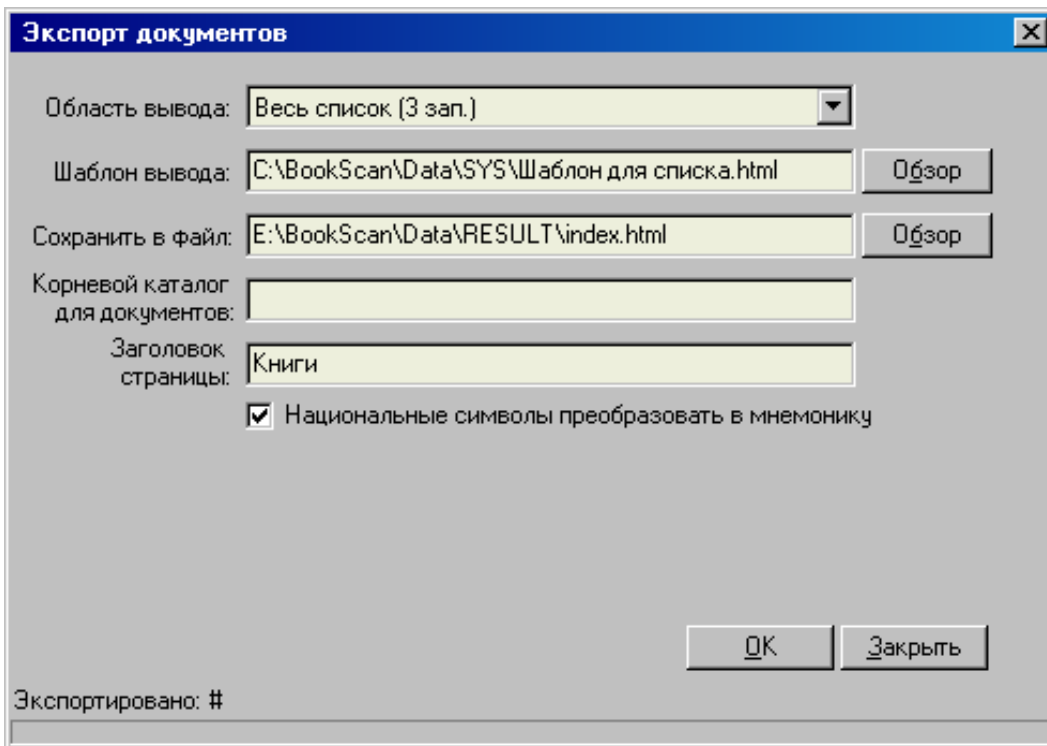 Экспорт документов
Область вывода: Весь список (3 зап.)
Шаблон вывода: C:\BookScan\Data\SYS\Шаблон для списка.html Обзор
Сохранить в файл: E:\BookScan\Data\RESULT\index.html Обзор
Корневой каталог
для документов:
Заголовок
страницы: Книги
Национальные символы преобразовать в мнемонику
OK Закрыть
Экспортировано: #